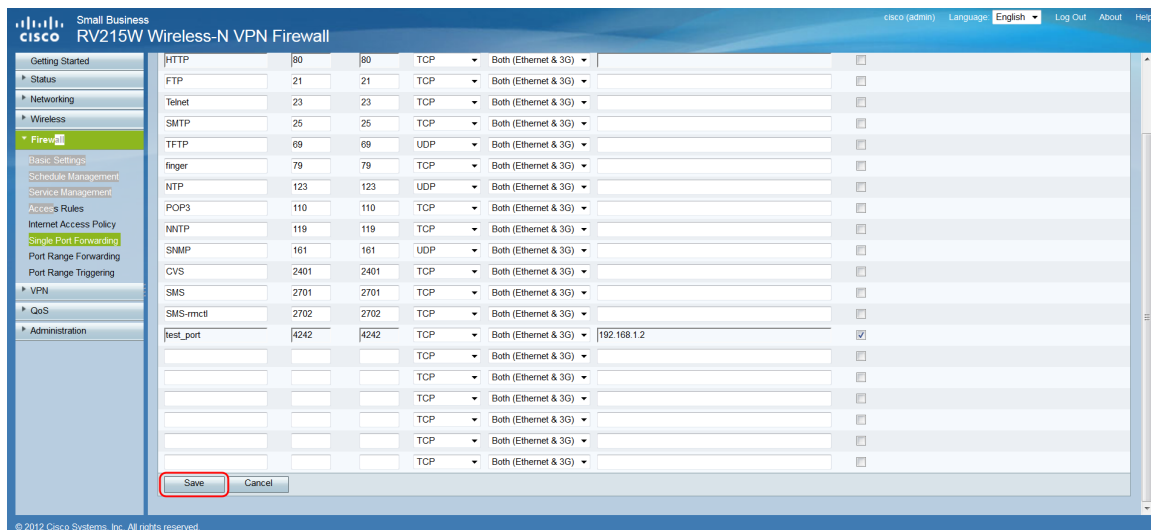 Small Business
cisco RV215W Wireless-N VPN Firewall
cisco (admin) Language: English Log Out About Help
Getting Started
Status
Networking
Wireless
Firewall
Basic Settings
Schedule Management
Service Management
Access Rules
Internet Access Policy
Single Port Forwarding
Port Range Forwarding
Port Range Triggering
VPN
QoS
Administration
HTTP 80 80 TCP Both (Ethernet & 3G)
FTP 21 21 TCP Both (Ethernet & 3G)
Telnet 23 23 TCP Both (Ethernet & 3G)
SMTP 25 25 TCP Both (Ethernet & 3G)
TFTP 69 69 UDP Both (Ethernet & 3G)
finger 79 79 TCP Both (Ethernet & 3G)
NTP 123 123 UDP Both (Ethernet & 3G)
POP3 110 110 TCP Both (Ethernet & 3G)
NNTP 119 119 TCP Both (Ethernet & 3G)
SNMP 161 161 UDP Both (Ethernet & 3G)
CVS 2401 2401 TCP Both (Ethernet & 3G)
SMS 2701 2701 TCP Both (Ethernet & 3G)
SMS-rmctl 2702 2702 TCP Both (Ethernet & 3G)
test_port 4242 4242 TCP Both (Ethernet & 3G) 192.168.1.2
TCP Both (Ethernet & 3G)
TCP Both (Ethernet & 3G)
TCP Both (Ethernet & 3G)
TCP Both (Ethernet & 3G)
TCP Both (Ethernet & 3G)
TCP Both (Ethernet & 3G)
Save Cancel
© 2012 Cisco Systems, Inc. All rights reserved.